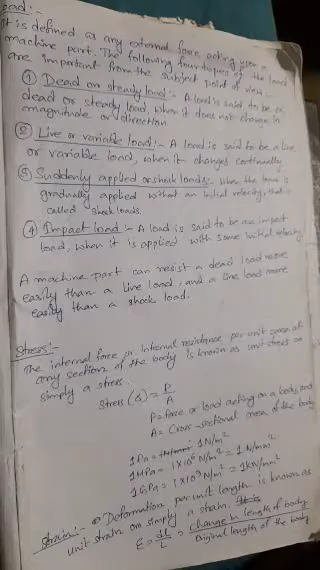 Load:-
It is defined as any external force acting upon a
machine part. The following four types of the load
are important from the subject point of view:-
① Dead or steady load:- A load is said to be a
dead or steady load, when it does not change in
magnitude or direction
② Live or variable load:- A load is said to be a live
or variable load, when it changes continually.
③ Suddenly applied or shock loads:- When the load is
gradually applied without an initial velocity, that
called shock loads.
④ Impact load:- A load is said to be an impact
load, when it is applied with some initial velocity.
A machine part can resist a dead load more
easily than a live load, and a live load more
easily than a shock load.
Stress:-
The internal force or internal resistance per unit area at
any section of the body is known as unit stress or
simply a stress.
Stress (σ) = P/A
P = force or load acting on a body, and
A = Cross-sectional area of the body
1 Pa = 1 N/m²
1 MPa = 1×10⁶ N/m² = 1 N/mm²
1 GPa = 1×10⁹ N/m² = 1 kN/mm²
Strain:- Deformation per unit length is known as
unit strain or simply a strain.
ε = dL/L = change in length of body/Original length of the body